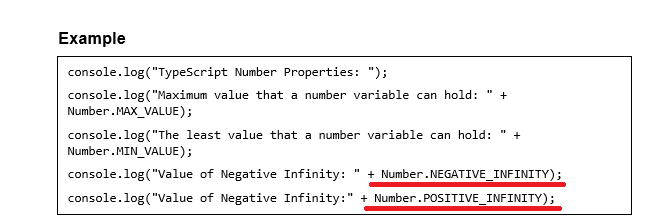 Example
console.log("TypeScript Number Properties: ");
console.log("Maximum value that a number variable can hold: " +
Number.MAX_VALUE);
console.log("The least value that a number variable can hold: " +
Number.MIN_VALUE);
console.log("Value of Negative Infinity: " + Number.NEGATIVE_INFINITY);
console.log("Value of Negative Infinity:" + Number.POSITIVE_INFINITY);